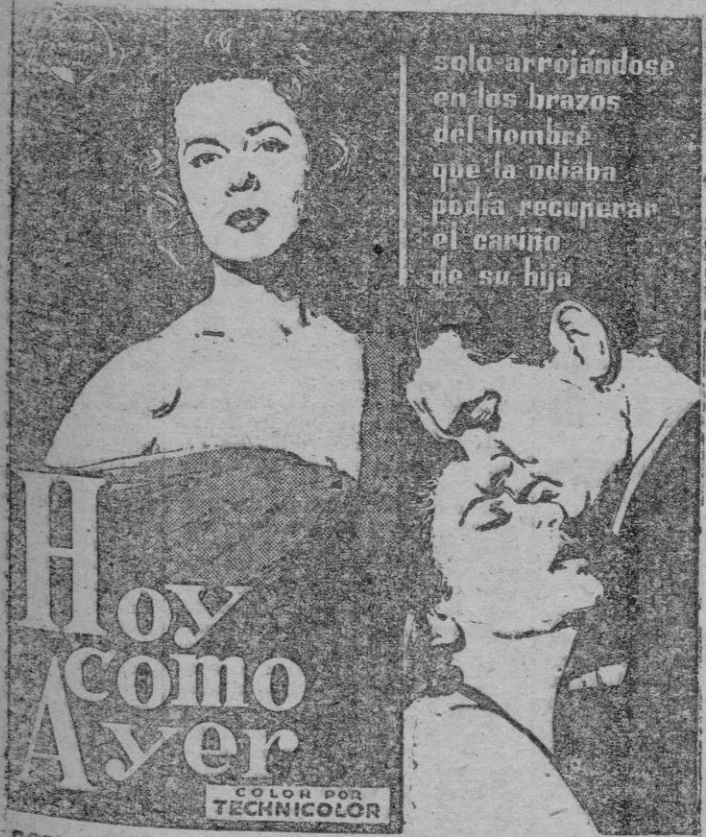 solo arrojándose
en los brazos
del hombre
que la odiaba
podía recuperar
el cariño
de su hija
Hoy
como
Ayer
COLOR POR
TECHNICOLOR